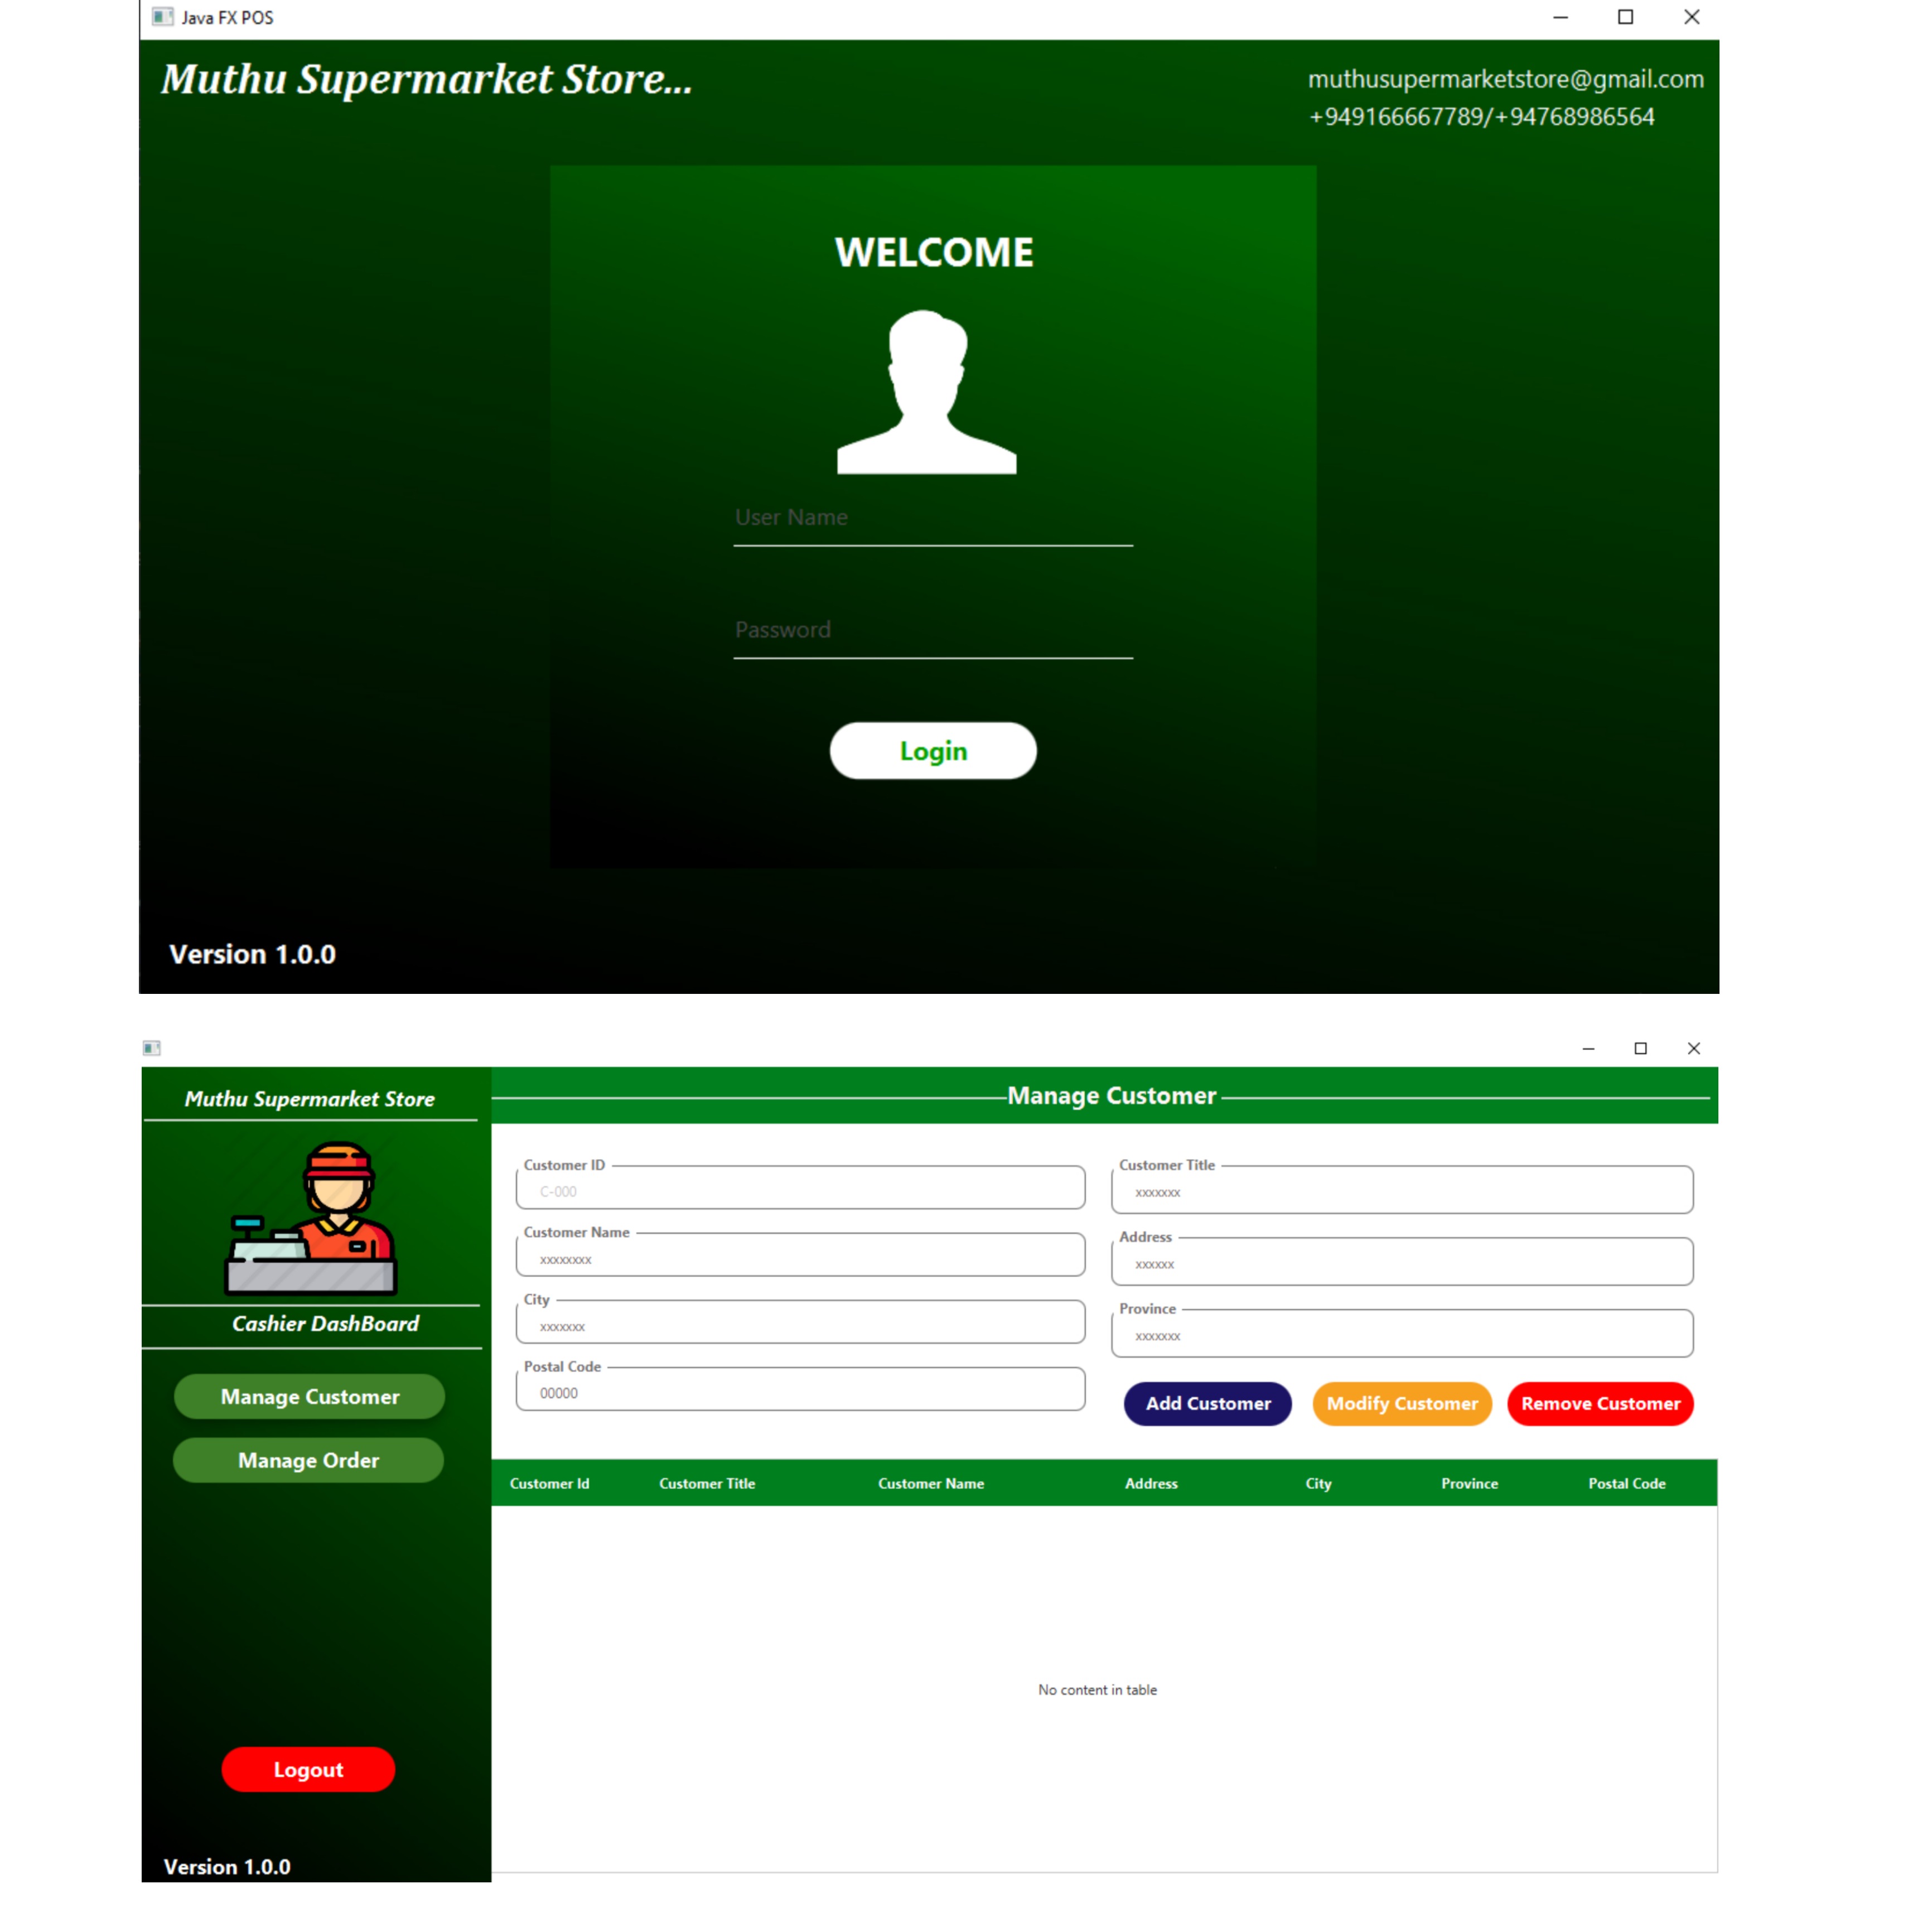 Java FX POS
Muthu Supermarket Store...
muthusupermarketstore@gmail.com
+949166667789/+94768986564
WELCOME
User Name
Password
Login
Version 1.0.0
Muthu Supermarket Store
Cashier DashBoard
Manage Customer
Manage Order
Logout
Version 1.0.0
Manage Customer
Customer ID
C-000
Customer Title
xxxxxxx
Customer Name
xxxxxxxx
Address
xxxxxx
City
xxxxxxx
Province
xxxxxxx
Postal Code
00000
Add Customer Modify Customer Remove Customer
Customer Id Customer Title Customer Name Address City Province Postal Code
No content in table